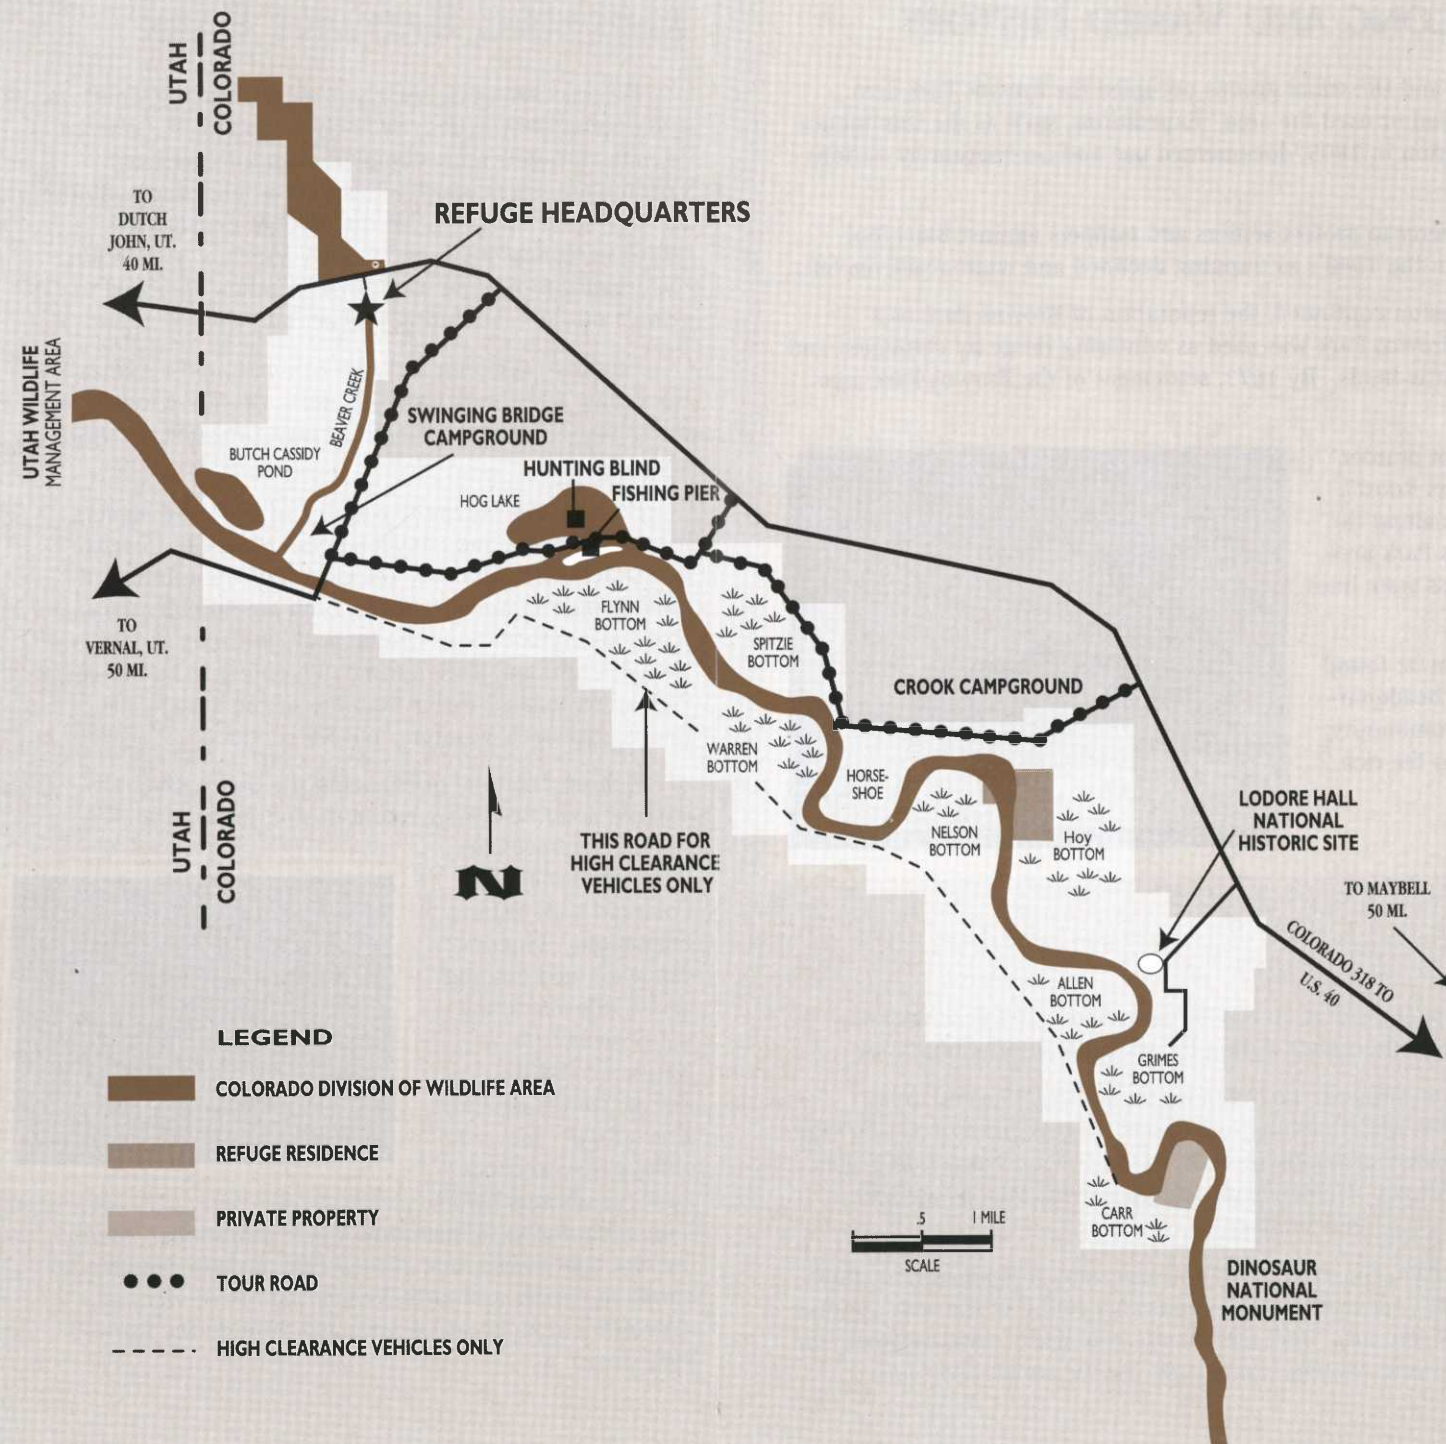 UTAH
COLORADO
TO
DUTCH
JOHN, UT.
40 MI.
REFUGE HEADQUARTERS
UTAH WILDLIFE
MANAGEMENT AREA
BEAVER CREEK
SWINGING BRIDGE
CAMPGROUND
BUTCH CASSIDY
POND
HUNTING BLIND
FISHING PIER
HOG LAKE
TO
VERNAL, UT.
50 MI.
FLYNN
BOTTOM
SPITZIE
BOTTOM
CROOK CAMPGROUND
WARREN
BOTTOM
HORSE-
SHOE
NELSON
BOTTOM
Hoy
BOTTOM
LODORE HALL
NATIONAL
HISTORIC SITE
UTAH
COLORADO
N
THIS ROAD FOR
HIGH CLEARANCE
VEHICLES ONLY
TO MAYBELL
50 MI.
COLORADO 318 TO
U.S. 40
ALLEN
BOTTOM
GRIMES
BOTTOM
CARR
BOTTOM
LEGEND
COLORADO DIVISION OF WILDLIFE AREA
REFUGE RESIDENCE
PRIVATE PROPERTY
TOUR ROAD
HIGH CLEARANCE VEHICLES ONLY
.5 1 MILE
SCALE
DINOSAUR
NATIONAL
MONUMENT